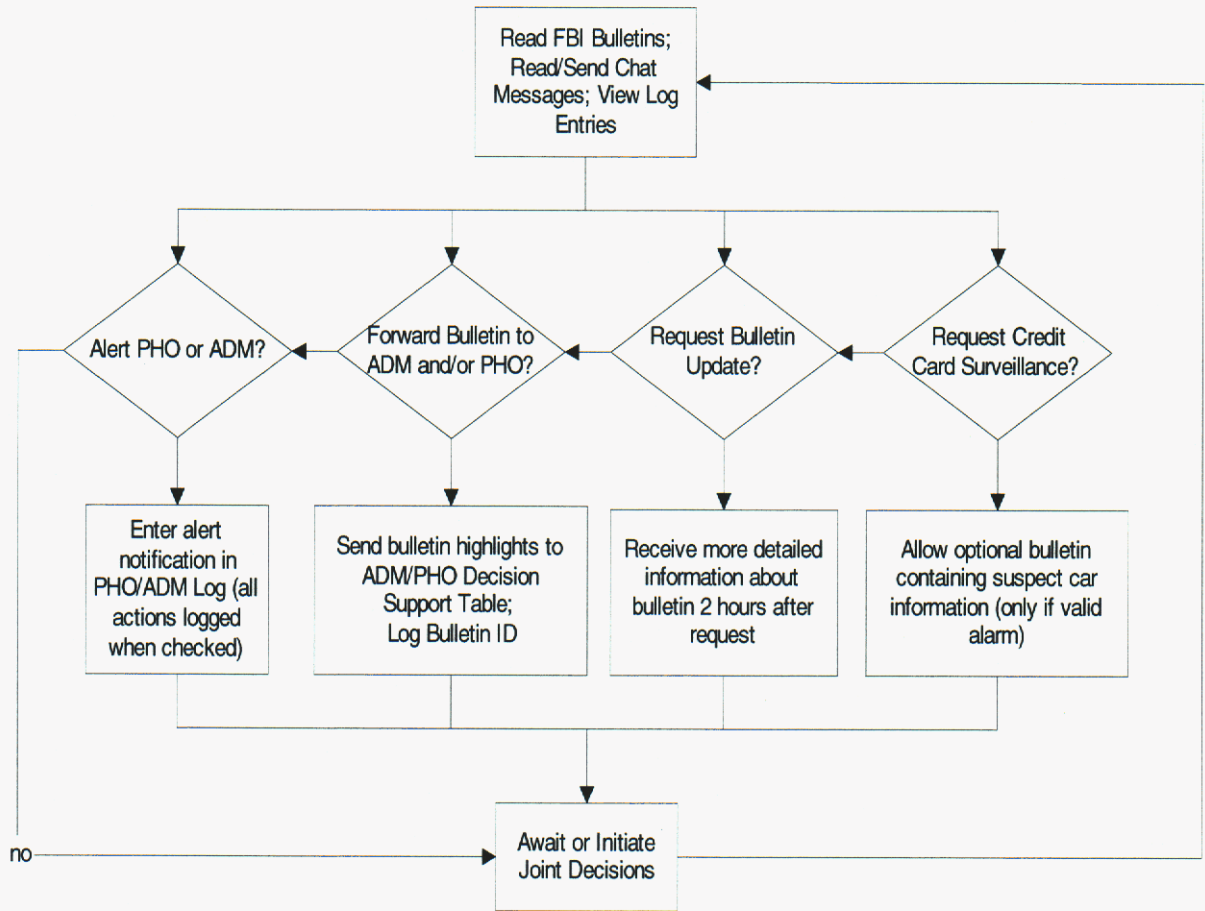 Read FBI Bulletins;
Read/Send Chat
Messages; View Log
Entries
Alert PHO or ADM?
Forward Bulletin to
ADM and/or PHO?
Request Bulletin
Update?
Request Credit
Card Surveillance?
Enter alert
notification in
PHO/ADM Log (all
actions logged
when checked)
Send bulletin highlights to
ADM/PHO Decision
Support Table;
Log Bulletin ID
Receive more detailed
information about
bulletin 2 hours after
request
Allow optional bulletin
containing suspect car
information (only if valid
alarm)
no
Await or Initiate
Joint Decisions